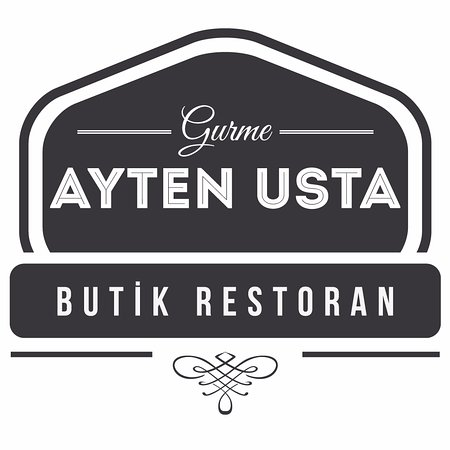 Gurme
AYTEN USTA
BUTİK RESTORAN